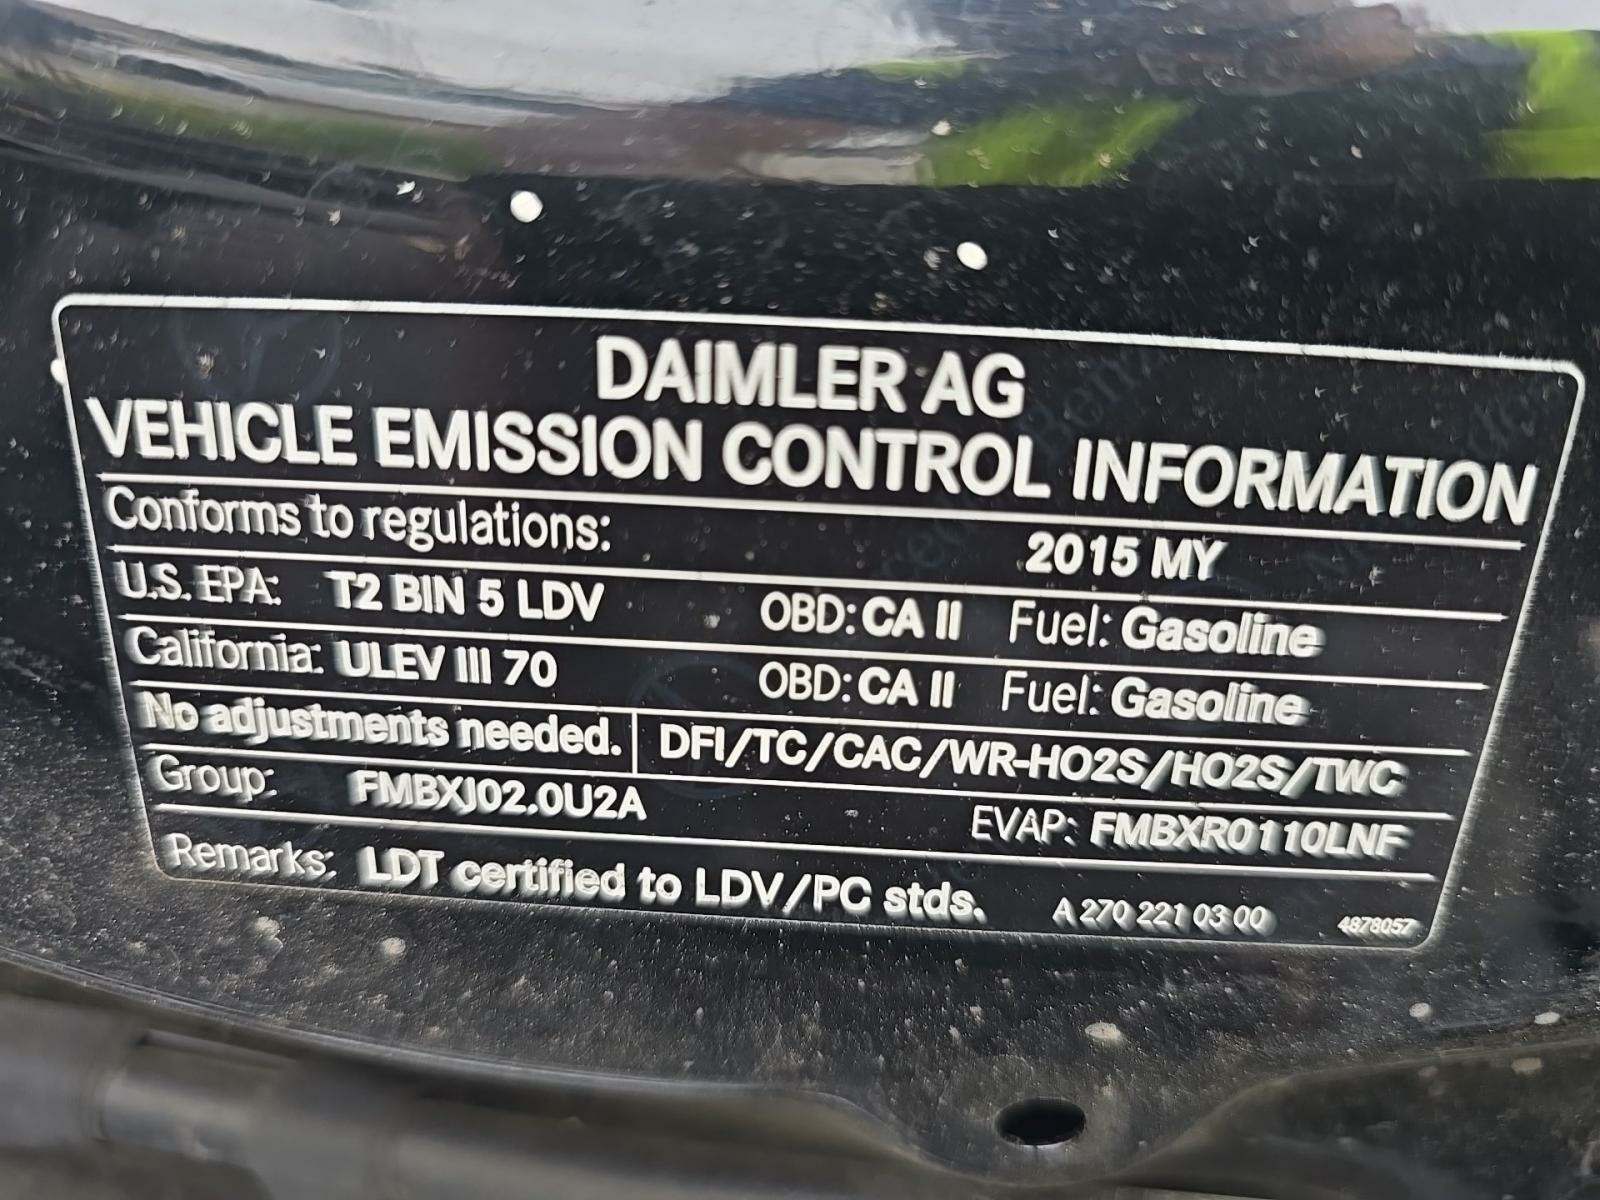 DAIMLER AG
VEHICLE EMISSION CONTROL INFORMATION
Conforms to regulations: 2015 MY
U.S. EPA: T2 BIN 5 LDV OBD: CA II Fuel: Gasoline
California: ULEV III 70 OBD: CA II Fuel: Gasoline
No adjustments needed. DFI/TC/CAC/WR-HO2S/HO2S/TWC
Group: FMBXJ02.0U2A EVAP: FMBXR0110LNF
Remarks: LDT certified to LDV/PC stds. A 270 221 03 00 4878057